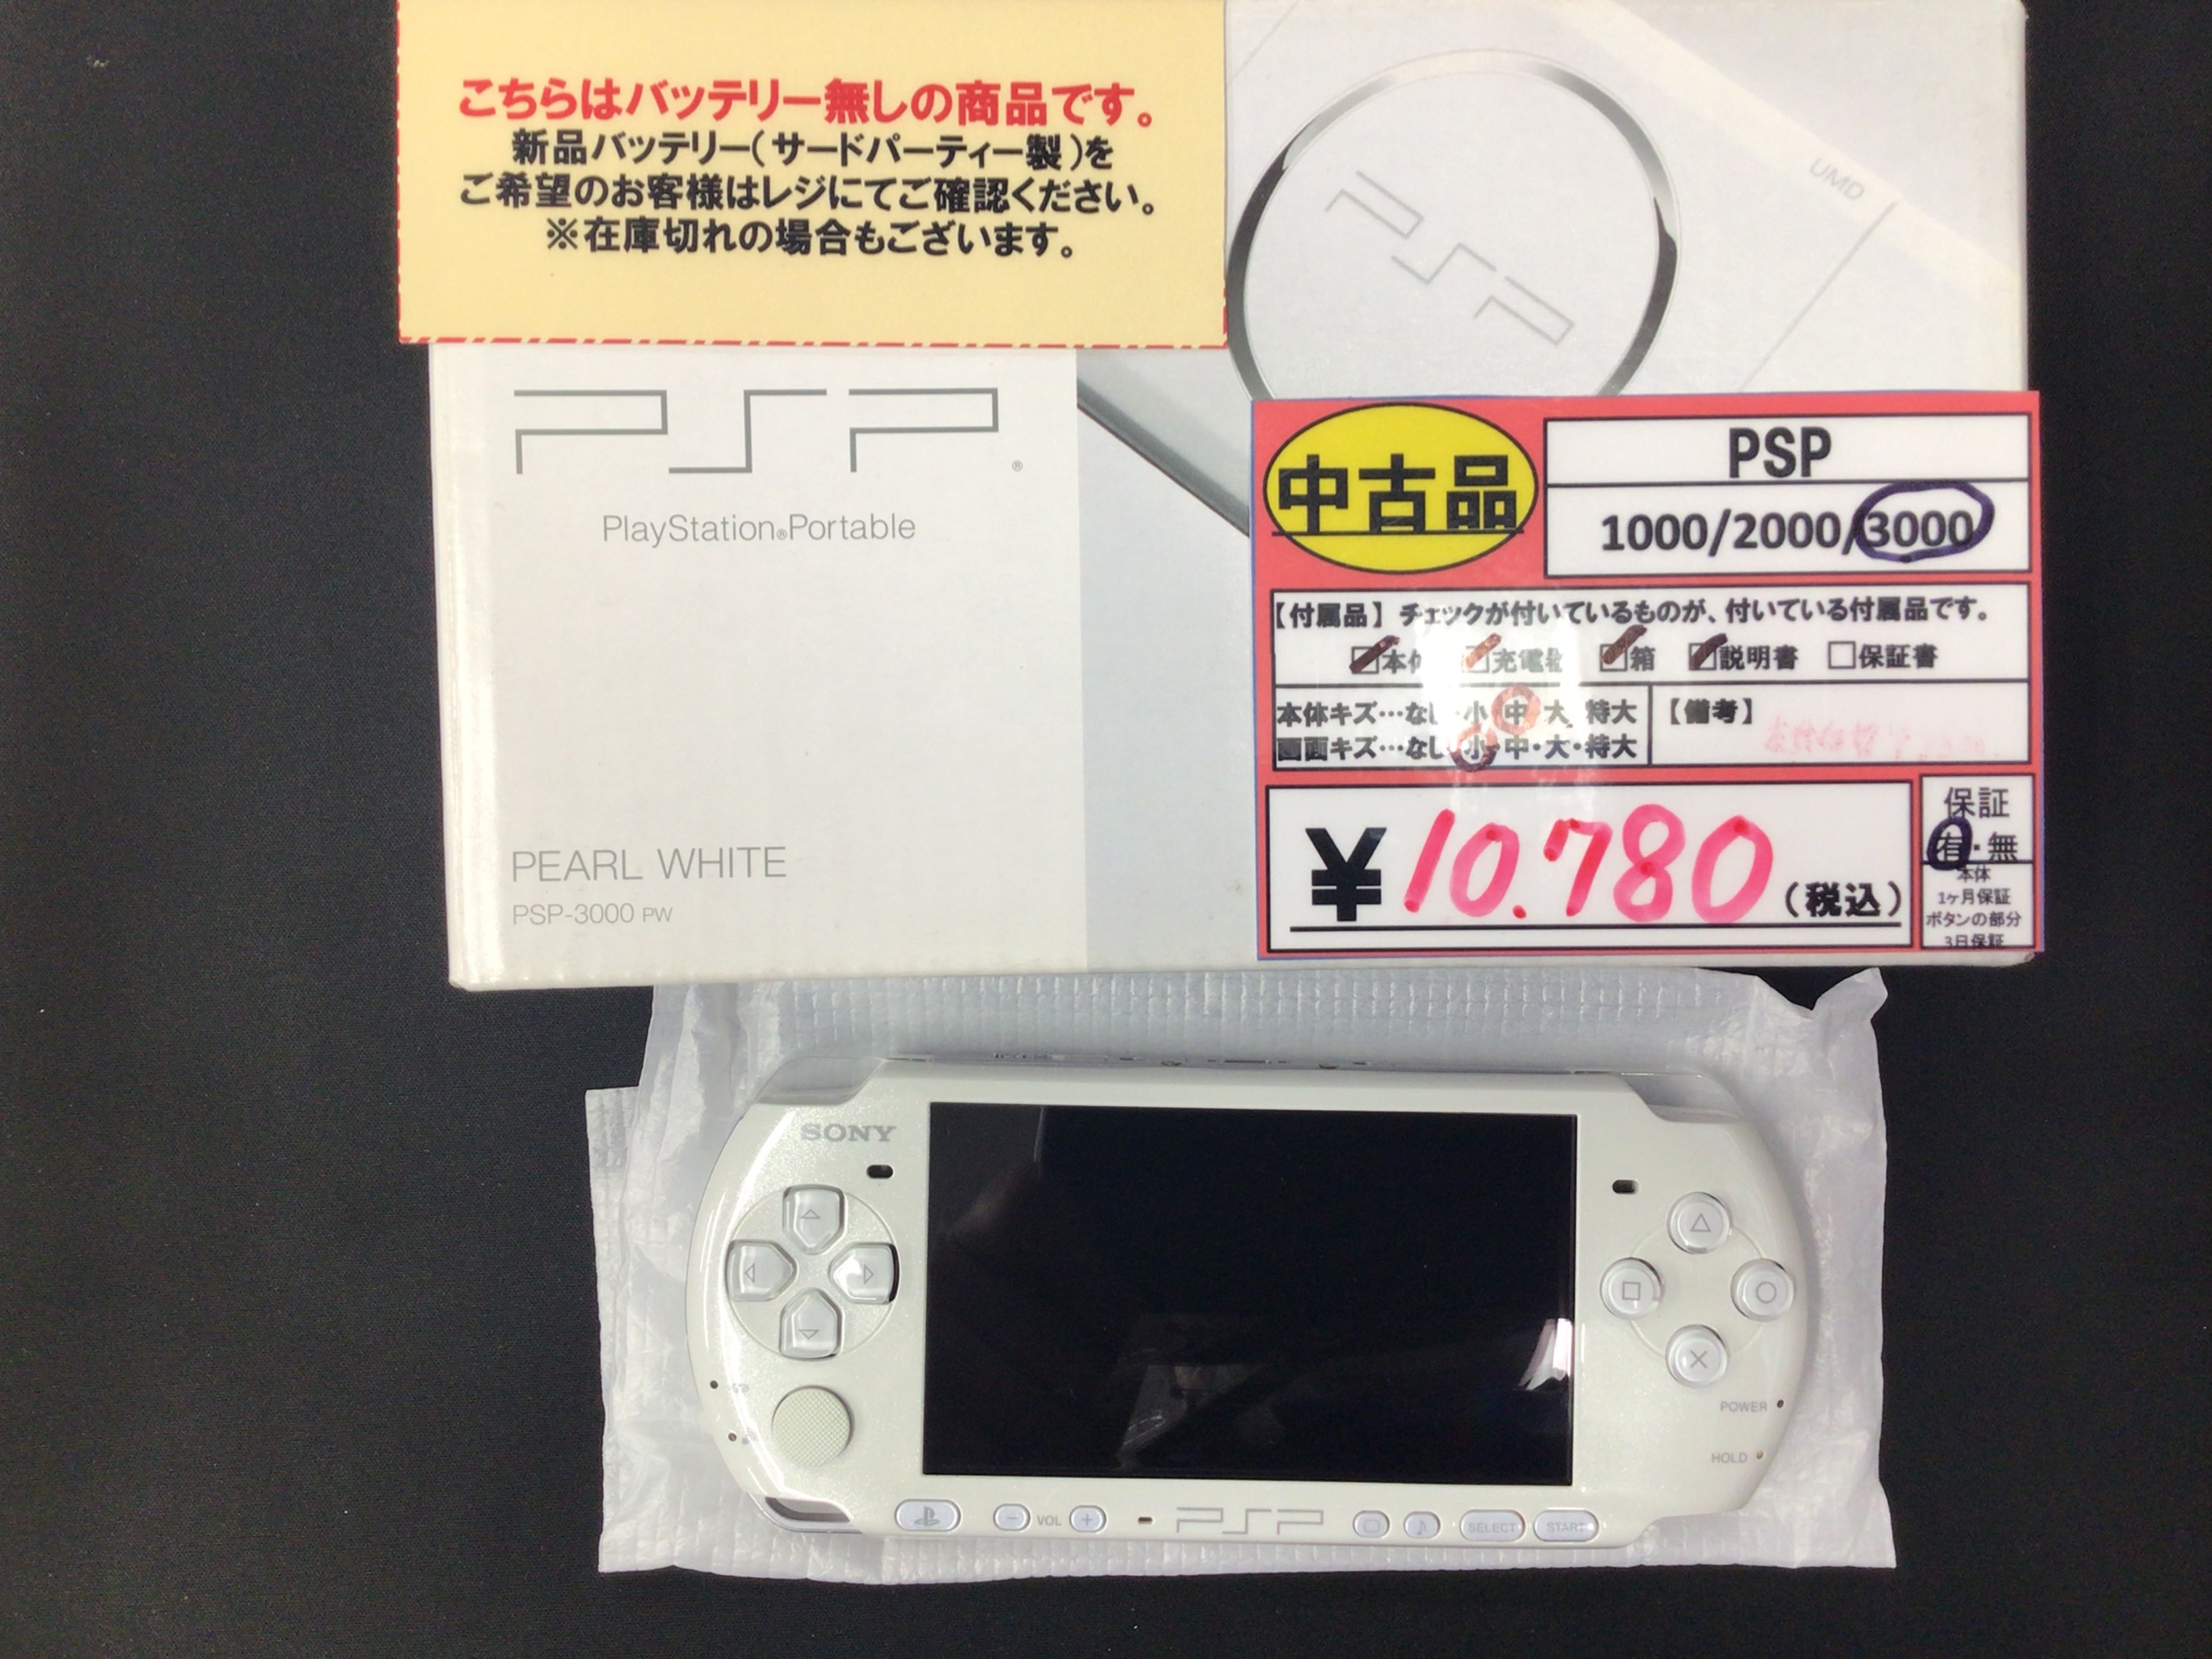 こちらはバッテリー無しの商品です。
新品バッテリー(サードパーティー製)を
ご希望のお客様はレジにてご確認ください。
※在庫切れの場合もございます。
PSP
UMD
PSP®
PlayStation®Portable
PEARL WHITE
PSP-3000 PW
中古品
PSP
1000/2000/3000
【付属品】チェックが付いているものが、付いている付属品です。
☑本体 ☑充電器 ☑箱 ☑説明書 □保証書
本体キズ…なし・小・中・大・特大
画面キズ…なし・小・中・大・特大
【備考】
¥10.780(税込)
保証
有・無
本体
1ヶ月保証
ボタンの部分
3日保証
SONY
POWER
HOLD
VOL
PSP
SELECT
START